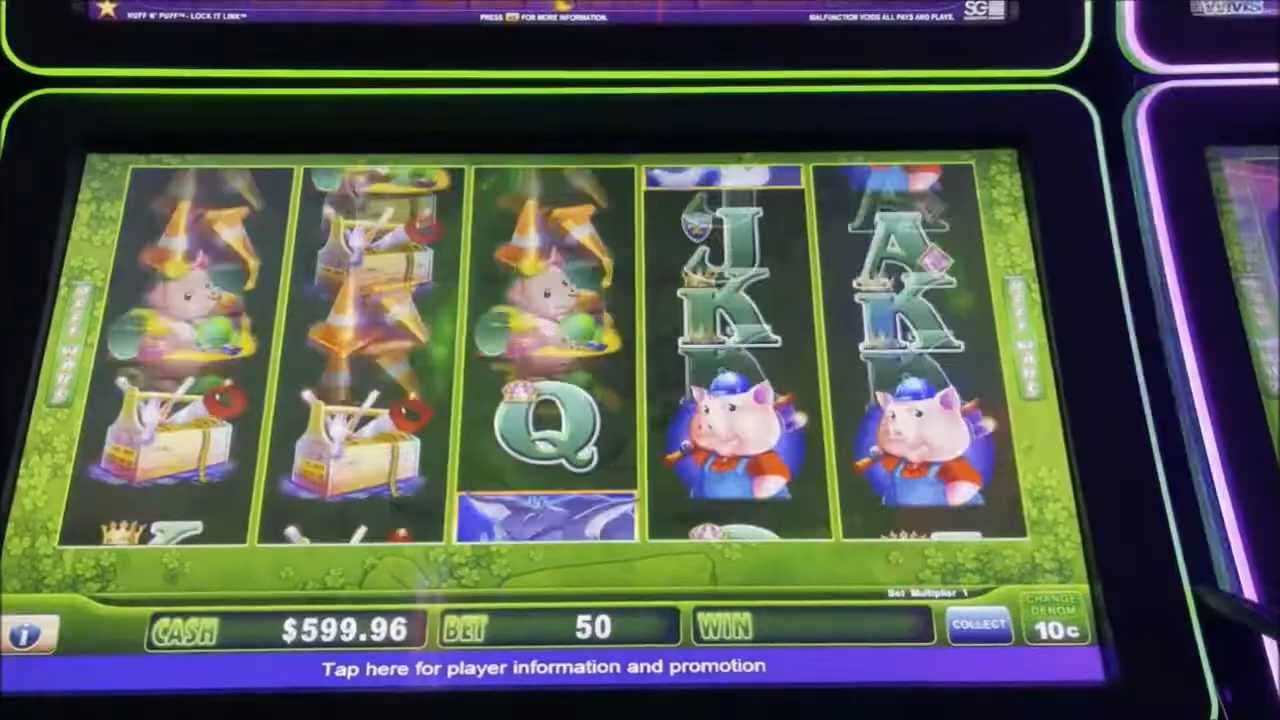 HUFF N' PUFF™ - LOCK IT LINK™
PRESS FOR MORE INFORMATION.
MALFUNCTION VOIDS ALL PAYS AND PLAYS.
SG
J
A
K
K
Q
Bet Multiplier 1
CASH $599.96
BET 50
WIN
COLLECT
CHANGE
DENOM
10¢
i
Tap here for player information and promotion